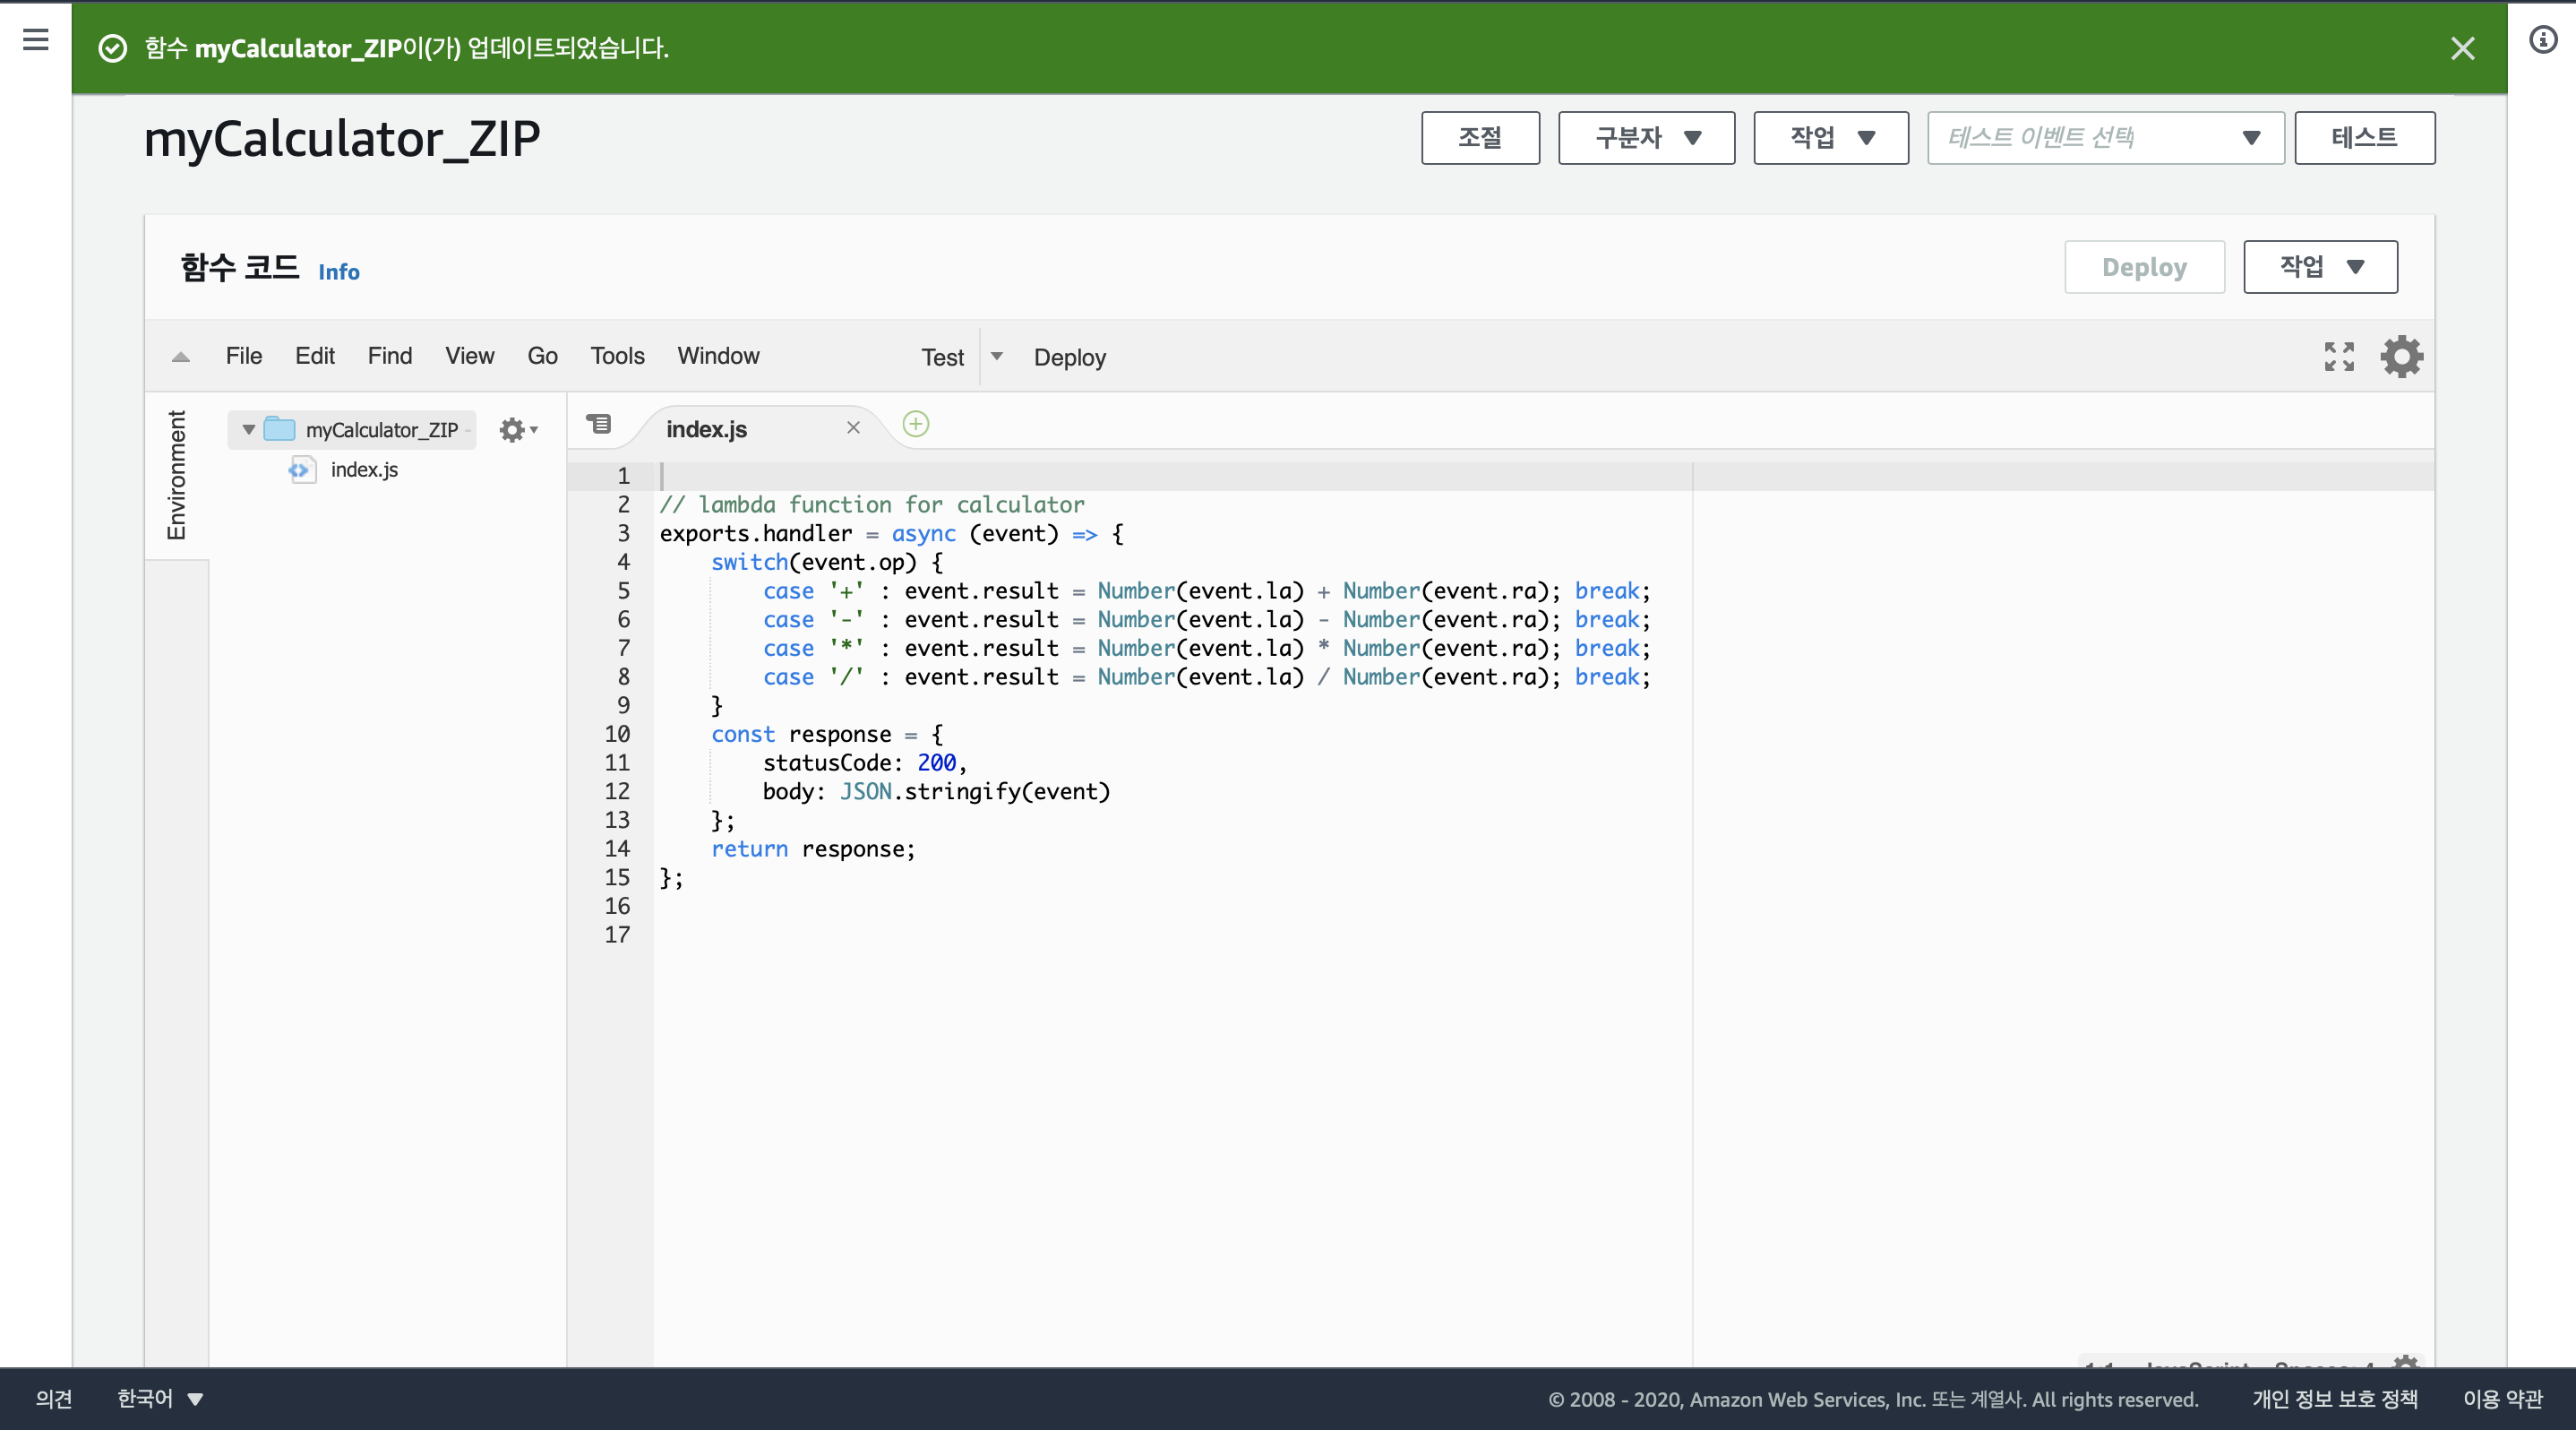 함수 myCalculator_ZIP이(가) 업데이트되었습니다.
myCalculator_ZIP
조절
구분자
작업
테스트 이벤트 선택
테스트
함수 코드 Info
Deploy
작업
File Edit Find View Go Tools Window Test Deploy
Environment
myCalculator_ZIP -
index.js
index.js
1
2 // lambda function for calculator
3 exports.handler = async (event) => {
4     switch(event.op) {
5         case '+' : event.result = Number(event.la) + Number(event.ra); break;
6         case '-' : event.result = Number(event.la) - Number(event.ra); break;
7         case '*' : event.result = Number(event.la) * Number(event.ra); break;
8         case '/' : event.result = Number(event.la) / Number(event.ra); break;
9     }
10     const response = {
11         statusCode: 200,
12         body: JSON.stringify(event)
13     };
14     return response;
15 };
16
17
1:1 JavaScript Spaces: 4
의견 한국어
© 2008 - 2020, Amazon Web Services, Inc. 또는 계열사. All rights reserved. 개인 정보 보호 정책 이용 약관